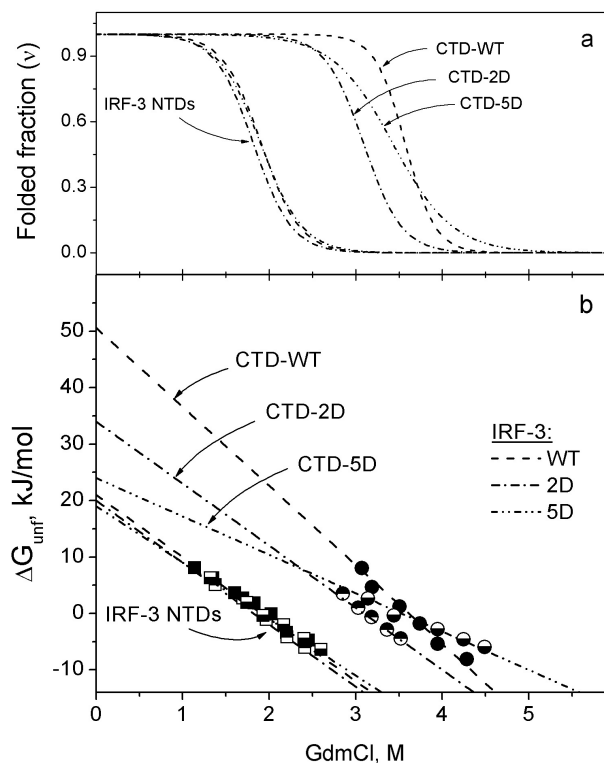 a
Folded fraction (ν)
0.9
0.6
0.3
0.0
CTD-WT
CTD-2D
CTD-5D
IRF-3 NTDs
b
ΔGunf, kJ/mol
50
40
30
20
10
0
-10
CTD-WT
CTD-2D
CTD-5D
IRF-3 NTDs
IRF-3:
WT
2D
5D
0 1 2 3 4 5
GdmCl, M